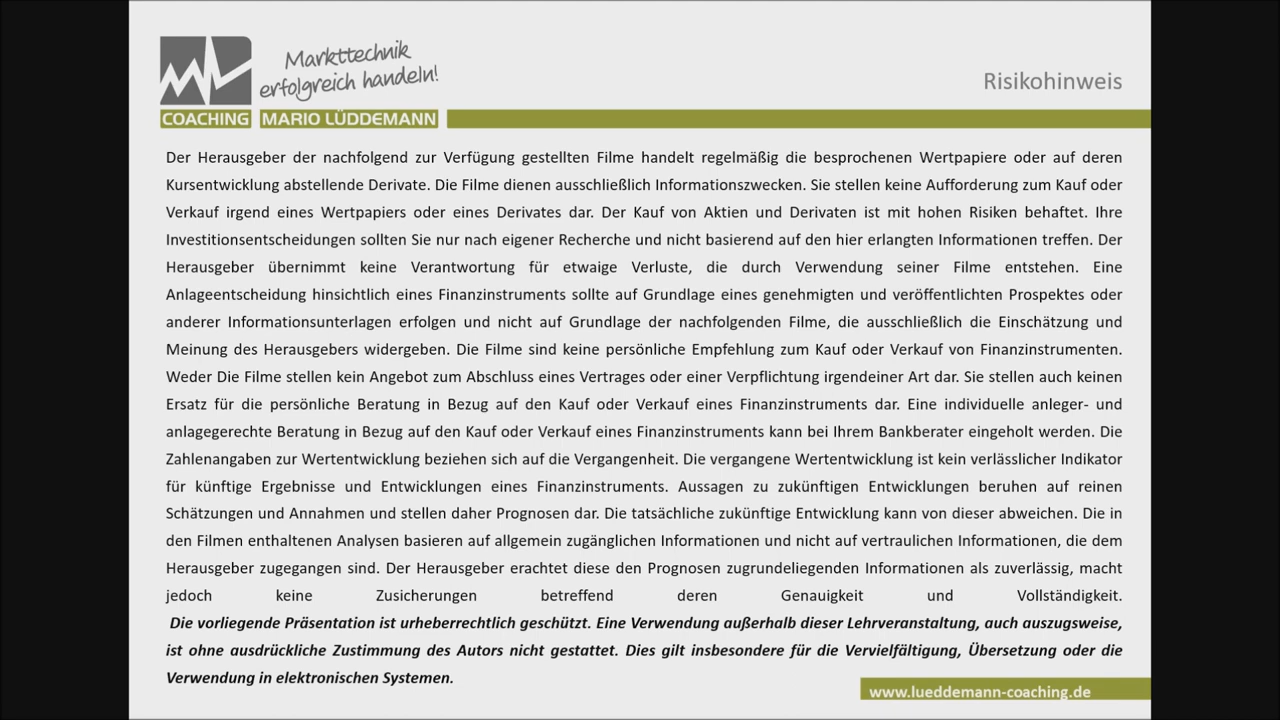 Markttechnik
erfolgreich handeln!
Risikohinweis
COACHING MARIO LÜDDEMANN
Der Herausgeber der nachfolgend zur Verfügung gestellten Filme handelt regelmäßig die besprochenen Wertpapiere oder auf deren
Kursentwicklung abstellende Derivate. Die Filme dienen ausschließlich Informationszwecken. Sie stellen keine Aufforderung zum Kauf oder
Verkauf irgend eines Wertpapiers oder eines Derivates dar. Der Kauf von Aktien und Derivaten ist mit hohen Risiken behaftet. Ihre
Investitionsentscheidungen sollten Sie nur nach eigener Recherche und nicht basierend auf den hier erlangten Informationen treffen. Der
Herausgeber übernimmt keine Verantwortung für etwaige Verluste, die durch Verwendung seiner Filme entstehen. Eine
Anlageentscheidung hinsichtlich eines Finanzinstruments sollte auf Grundlage eines genehmigten und veröffentlichten Prospektes oder
anderer Informationsunterlagen erfolgen und nicht auf Grundlage der nachfolgenden Filme, die ausschließlich die Einschätzung und
Meinung des Herausgebers widergeben. Die Filme sind keine persönliche Empfehlung zum Kauf oder Verkauf von Finanzinstrumenten.
Weder Die Filme stellen kein Angebot zum Abschluss eines Vertrages oder einer Verpflichtung irgendeiner Art dar. Sie stellen auch keinen
Ersatz für die persönliche Beratung in Bezug auf den Kauf oder Verkauf eines Finanzinstruments dar. Eine individuelle anleger- und
anlagegerechte Beratung in Bezug auf den Kauf oder Verkauf eines Finanzinstruments kann bei Ihrem Bankberater eingeholt werden. Die
Zahlenangaben zur Wertentwicklung beziehen sich auf die Vergangenheit. Die vergangene Wertentwicklung ist kein verlässlicher Indikator
für künftige Ergebnisse und Entwicklungen eines Finanzinstruments. Aussagen zu zukünftigen Entwicklungen beruhen auf reinen
Schätzungen und Annahmen und stellen daher Prognosen dar. Die tatsächliche zukünftige Entwicklung kann von dieser abweichen. Die in
den Filmen enthaltenen Analysen basieren auf allgemein zugänglichen Informationen und nicht auf vertraulichen Informationen, die dem
Herausgeber zugegangen sind. Der Herausgeber erachtet diese den Prognosen zugrundeliegenden Informationen als zuverlässig, macht
jedoch keine Zusicherungen betreffend deren Genauigkeit und Vollständigkeit.
Die vorliegende Präsentation ist urheberrechtlich geschützt. Eine Verwendung außerhalb dieser Lehrveranstaltung, auch auszugsweise,
ist ohne ausdrückliche Zustimmung des Autors nicht gestattet. Dies gilt insbesondere für die Vervielfältigung, Übersetzung oder die
Verwendung in elektronischen Systemen.
www.lueddemann-coaching.de